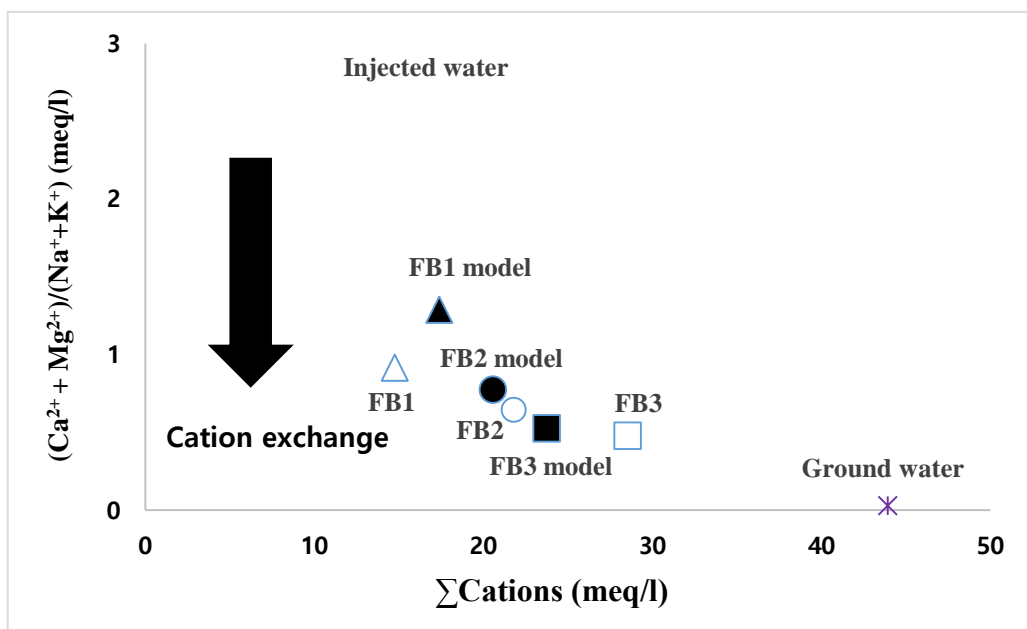 3
Injected water
2
FB1 model
1
FB2 model
FB1
FB3
FB2
Cation exchange
FB3 model
Ground water
0
0 10 20 30 40 50
∑Cations (meq/l)
(Ca²⁺ + Mg²⁺)/(Na⁺+K⁺) (meq/l)